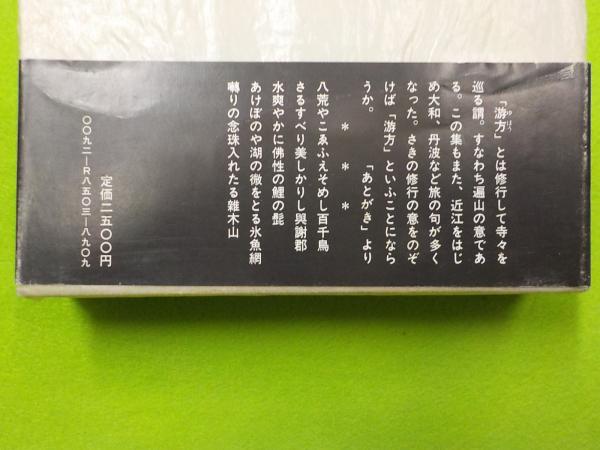 「游方」とは修行して寺々を
ゆほう
巡る謂。すなわち遍山の意であ
る。この集もまた、近江をはじ
め大和、丹波など旅の句が多く
なった。さきの修行の意をのぞ
けば「游方」といふことになら
うか。　　　「あとがき」より
＊　＊　＊
八荒やこゑふえそめし百千鳥
さるすべり美しかりし與謝郡
水爽やかに佛性の鯉の髭
あけぼのや湖の微をとる氷魚網
囀りの念珠入れたる雑木山
定価二五〇〇円
〇〇九二―Ｒ八五〇三―八九〇九